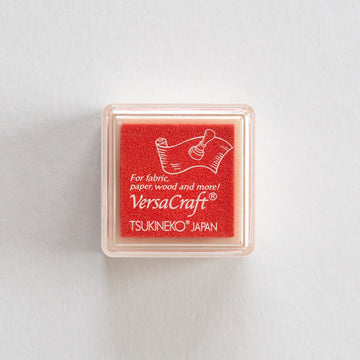 For fabric,
paper, wood and more!
VersaCraft®
TSUKINEKO® JAPAN